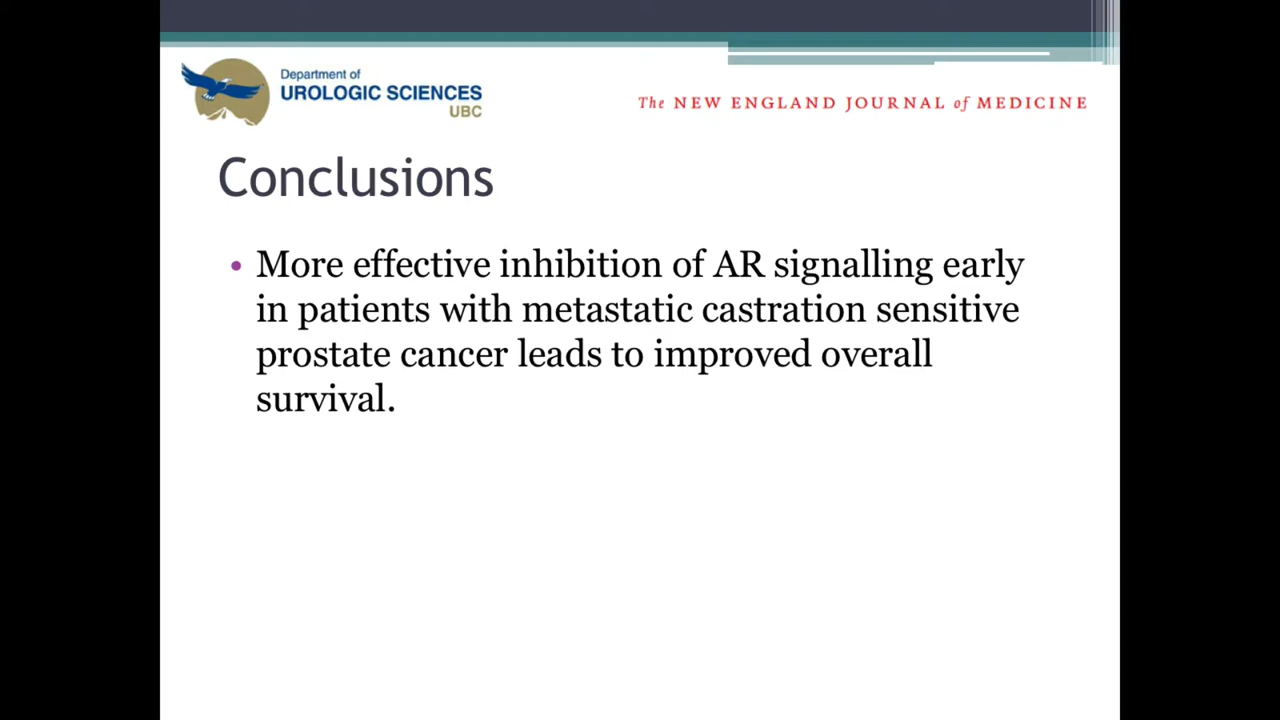 Department of
UROLOGIC SCIENCES
UBC
The NEW ENGLAND JOURNAL of MEDICINE
Conclusions
• More effective inhibition of AR signalling early
in patients with metastatic castration sensitive
prostate cancer leads to improved overall
survival.